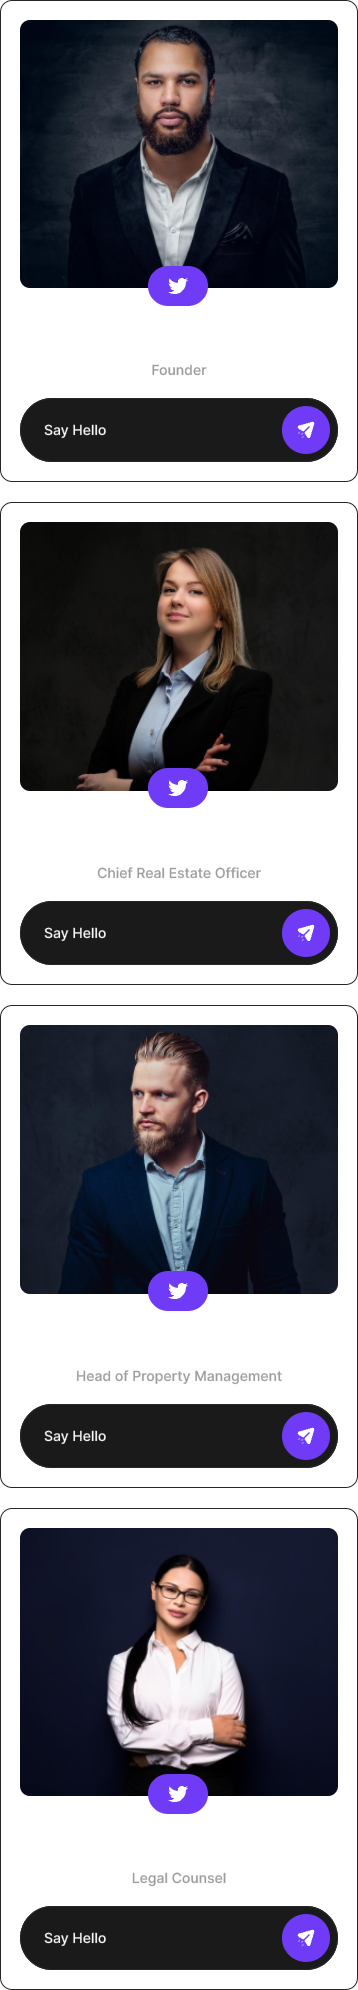 Founder
Say Hello
Chief Real Estate Officer
Say Hello
Head of Property Management
Say Hello
Legal Counsel
Say Hello